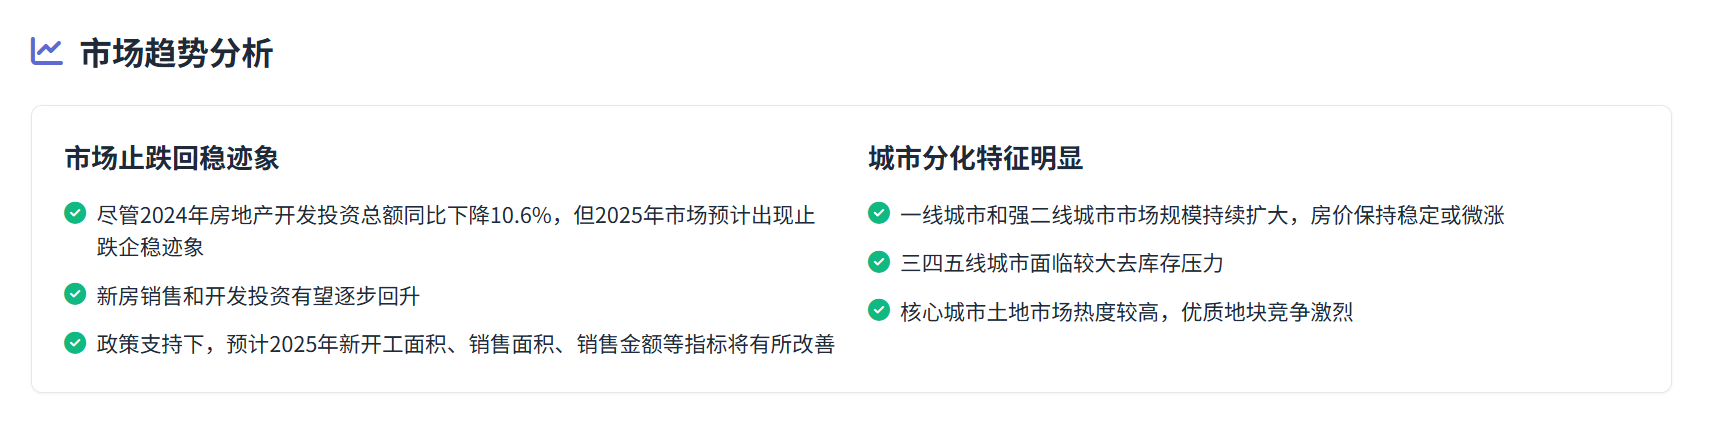 市场趋势分析
市场止跌回稳迹象
尽管2024年房地产开发投资总额同比下降10.6%，但2025年市场预计出现止
跌企稳迹象
新房销售和开发投资有望逐步回升
政策支持下，预计2025年新开工面积、销售面积、销售金额等指标将有所改善
城市分化特征明显
一线城市和强二线城市市场规模持续扩大，房价保持稳定或微涨
三四五线城市面临较大去库存压力
核心城市土地市场热度较高，优质地块竞争激烈